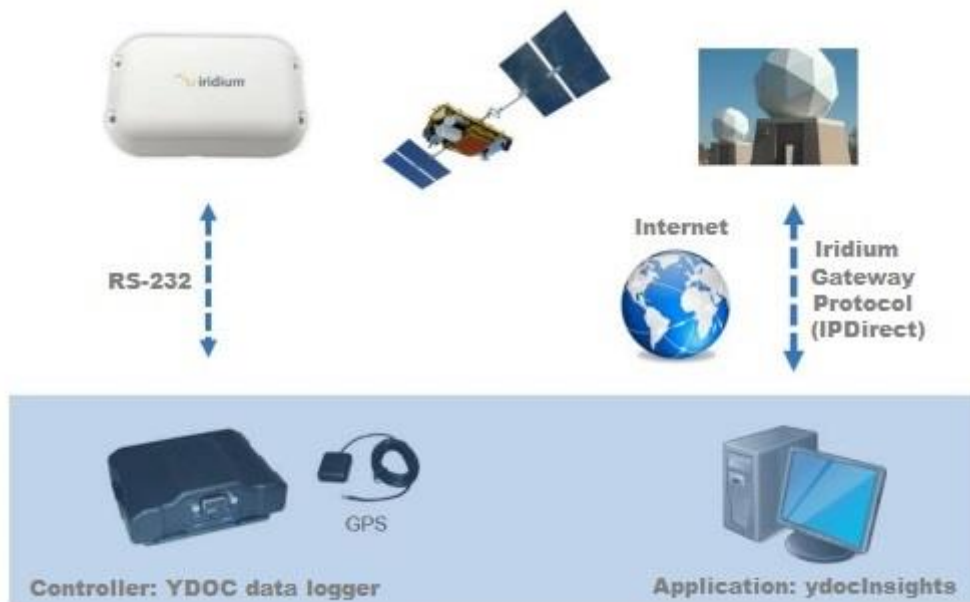 iridium
Internet
RS-232
Iridium
Gateway
Protocol
(IPDirect)
GPS
Controller: YDOC data logger
Application: ydocInsights